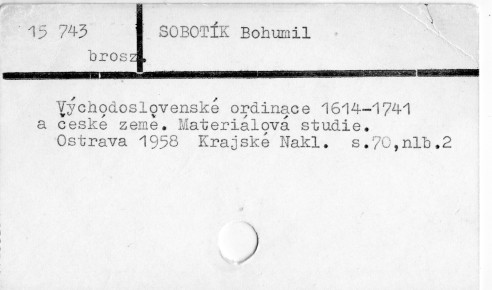 15 743 SOBOTÍK Bohumil
brosz.
Východoslovenské ordinace 1614-1741
a české země. Materiálová studie.
Ostrava 1958 Krajské Nakl. s.70,nlb.2